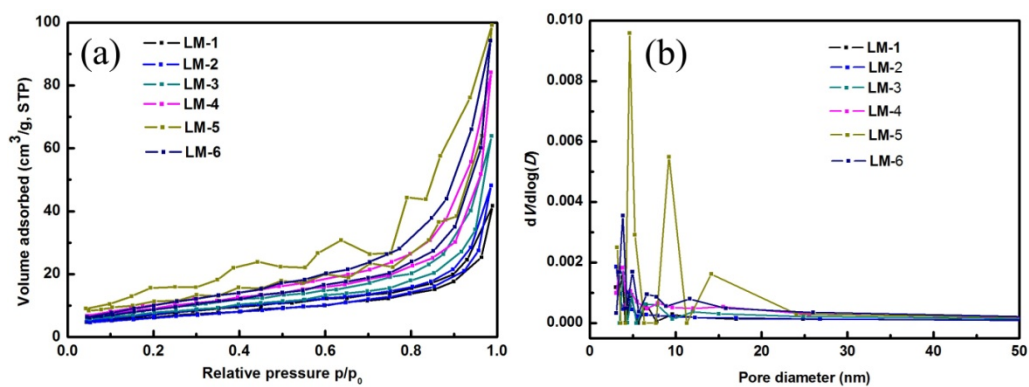 (a)
LM-1
LM-2
LM-3
LM-4
LM-5
LM-6
Volume adsorbed (cm³/g, STP)
100
80
60
40
20
0
0.0 0.2 0.4 0.6 0.8 1.0
Relative pressure p/p₀
(b)
LM-1
LM-2
LM-3
LM-4
LM-5
LM-6
dV/dlog(D)
0.010
0.008
0.006
0.004
0.002
0.000
0 10 20 30 40 50
Pore diameter (nm)